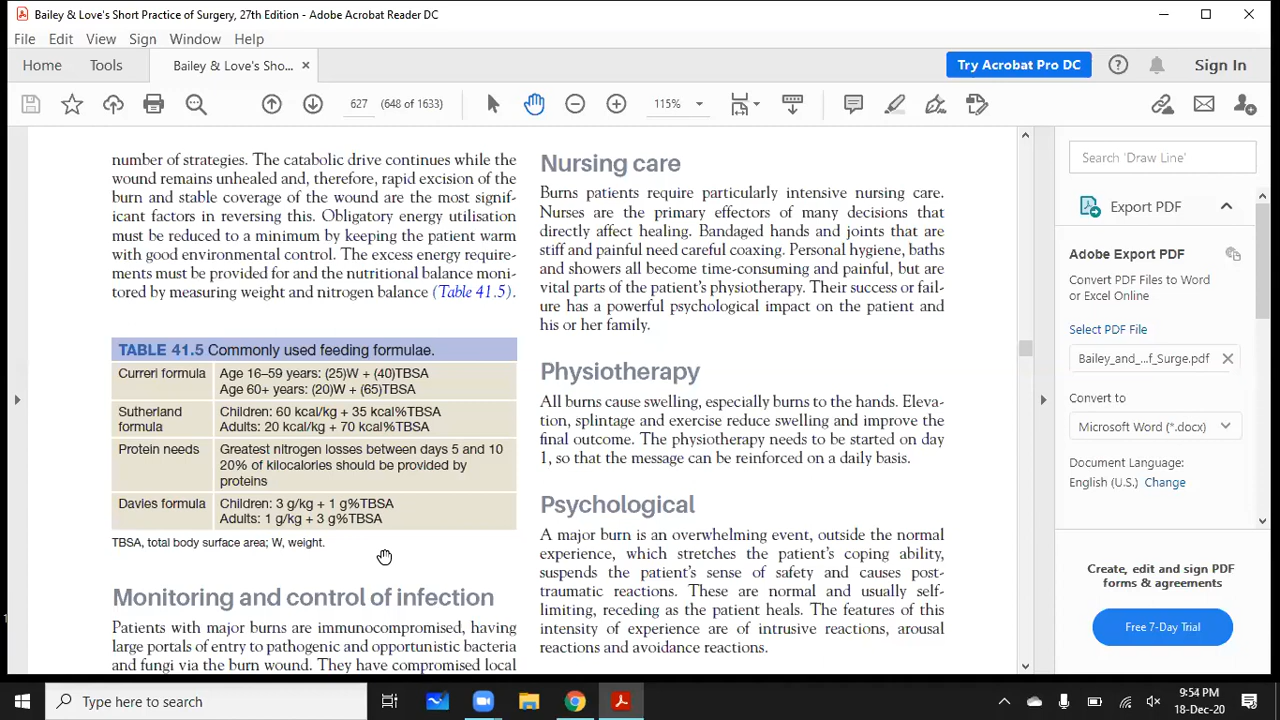 Bailey & Love's Short Practice of Surgery, 27th Edition - Adobe Acrobat Reader DC
File Edit View Sign Window Help
Home Tools Bailey & Love's Sho... × Try Acrobat Pro DC Sign In
627 (648 of 1633) 115%
number of strategies. The catabolic drive continues while the
wound remains unhealed and, therefore, rapid excision of the
burn and stable coverage of the wound are the most signif-
icant factors in reversing this. Obligatory energy utilisation
must be reduced to a minimum by keeping the patient warm
with good environmental control. The excess energy require-
ments must be provided for and the nutritional balance moni-
tored by measuring weight and nitrogen balance (Table 41.5).
TABLE 41.5 Commonly used feeding formulae.
Curreri formula Age 16–59 years: (25)W + (40)TBSA
Age 60+ years: (20)W + (65)TBSA
Sutherland Children: 60 kcal/kg + 35 kcal%TBSA
formula Adults: 20 kcal/kg + 70 kcal%TBSA
Protein needs Greatest nitrogen losses between days 5 and 10
20% of kilocalories should be provided by
proteins
Davies formula Children: 3 g/kg + 1 g%TBSA
Adults: 1 g/kg + 3 g%TBSA
TBSA, total body surface area; W, weight.
Monitoring and control of infection
Patients with major burns are immunocompromised, having
large portals of entry to pathogenic and opportunistic bacteria
and fungi via the burn wound. They have compromised local
Nursing care
Burns patients require particularly intensive nursing care.
Nurses are the primary effectors of many decisions that
directly affect healing. Bandaged hands and joints that are
stiff and painful need careful coaxing. Personal hygiene, baths
and showers all become time-consuming and painful, but are
vital parts of the patient's physiotherapy. Their success or fail-
ure has a powerful psychological impact on the patient and
his or her family.
Physiotherapy
All burns cause swelling, especially burns to the hands. Eleva-
tion, splintage and exercise reduce swelling and improve the
final outcome. The physiotherapy needs to be started on day
1, so that the message can be reinforced on a daily basis.
Psychological
A major burn is an overwhelming event, outside the normal
experience, which stretches the patient's coping ability,
suspends the patient's sense of safety and causes post-
traumatic reactions. These are normal and usually self-
limiting, receding as the patient heals. The features of this
intensity of experience are of intrusive reactions, arousal
reactions and avoidance reactions.
Search 'Draw Line'
Export PDF
Adobe Export PDF
Convert PDF Files to Word
or Excel Online
Select PDF File
Bailey_and_...f_Surge.pdf
Convert to
Microsoft Word (*.docx)
Document Language:
English (U.S.) Change
Create, edit and sign PDF
forms & agreements
Free 7-Day Trial
Type here to search
9:54 PM
18-Dec-20